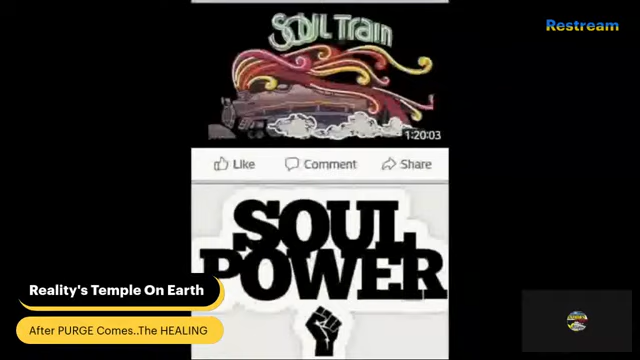 SOUL TRAIN
Restream
1:20:03
Like Comment Share
SOUL
POWER
Reality's Temple On Earth
After PURGE Comes..The HEALING